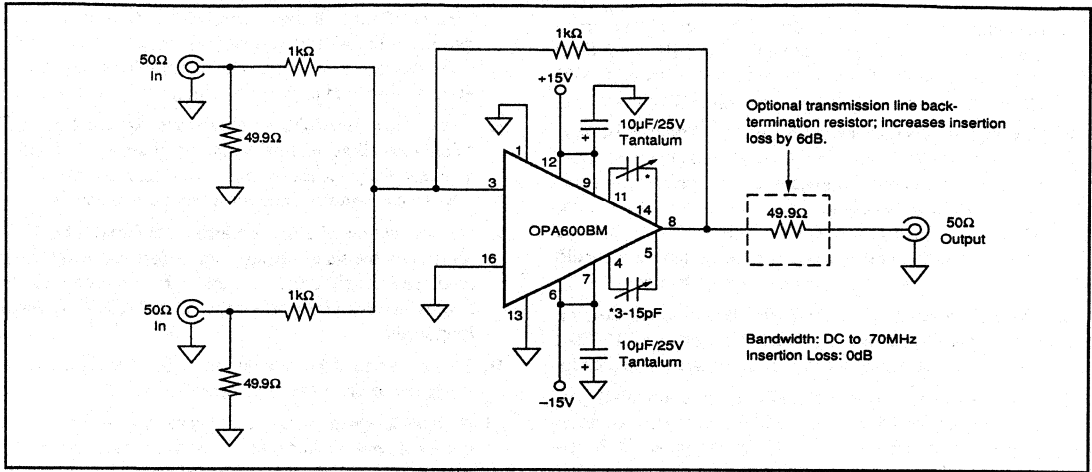 1kΩ
50Ω
In
1kΩ
+15V
10µF/25V
Tantalum
+
Optional transmission line back-
termination resistor; increases insertion
loss by 6dB.
49.9Ω
1
12
9
*
11
3
14
OPA600BM
8
49.9Ω
50Ω
Output
16
5
4
7
6
13
*3-15pF
50Ω
In
1kΩ
10µF/25V
Tantalum
+
–15V
49.9Ω
Bandwidth: DC to 70MHz
Insertion Loss: 0dB